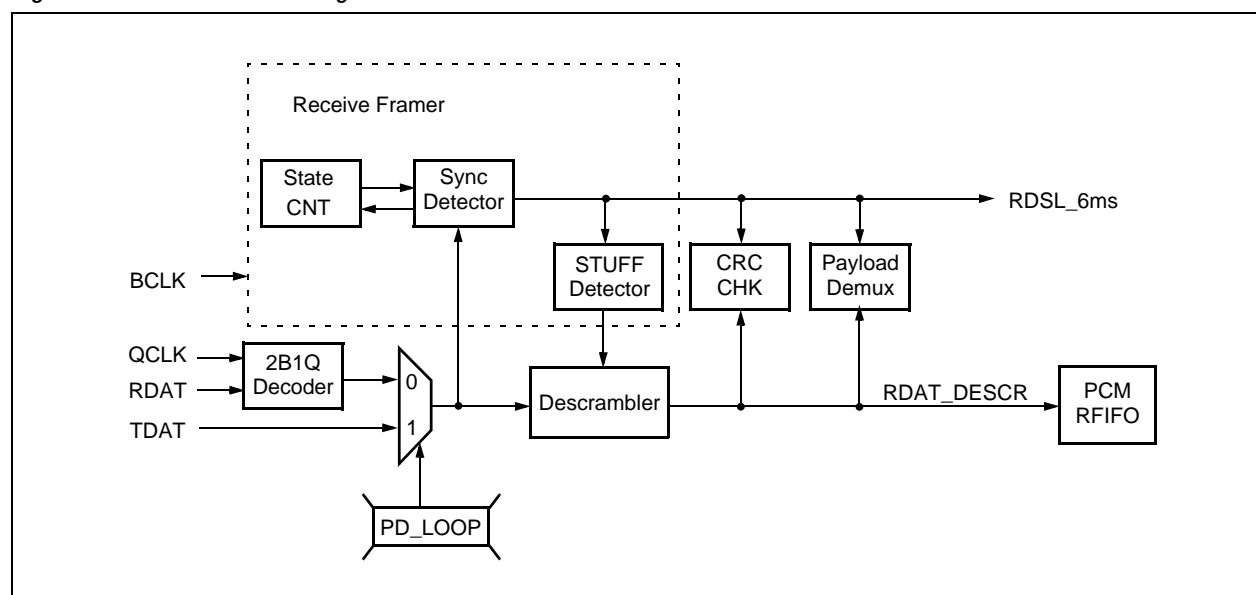 Receive Framer
State
CNT
Sync
Detector
RDSL_6ms
STUFF
Detector
CRC
CHK
Payload
Demux
BCLK
QCLK
RDAT
2B1Q
Decoder
0
TDAT
1
Descrambler
RDAT_DESCR
PCM
RFIFO
PD_LOOP